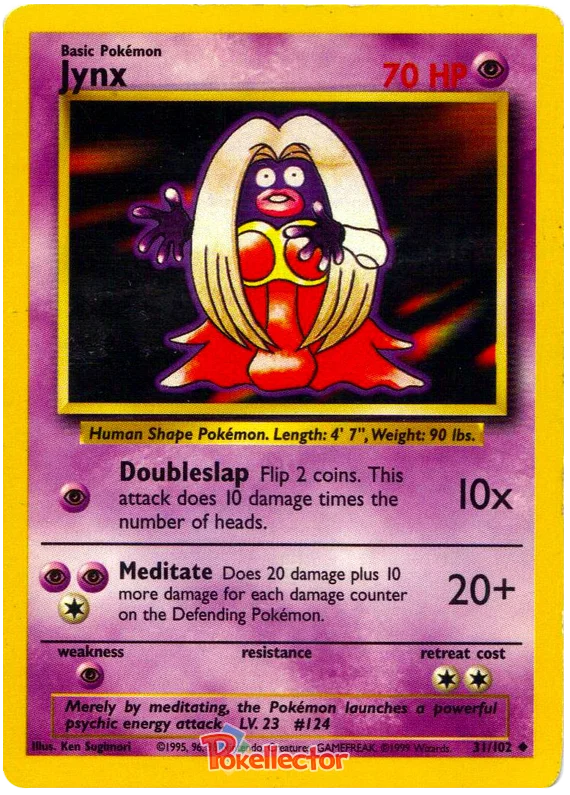 Basic Pokémon
Jynx 70 HP
Human Shape Pokémon. Length: 4' 7", Weight: 90 lbs.
Doubleslap Flip 2 coins. This
attack does 10 damage times the
number of heads.
10x
Meditate Does 20 damage plus 10
more damage for each damage counter
on the Defending Pokémon.
20+
weakness resistance retreat cost
Merely by meditating, the Pokémon launches a powerful
psychic energy attack LV. 23 #124
Illus. Ken Sugimori ©1995, 96, Nintendo, Creatures, GAMEFREAK. ©1999 Wizards. 31/102
Pokellector